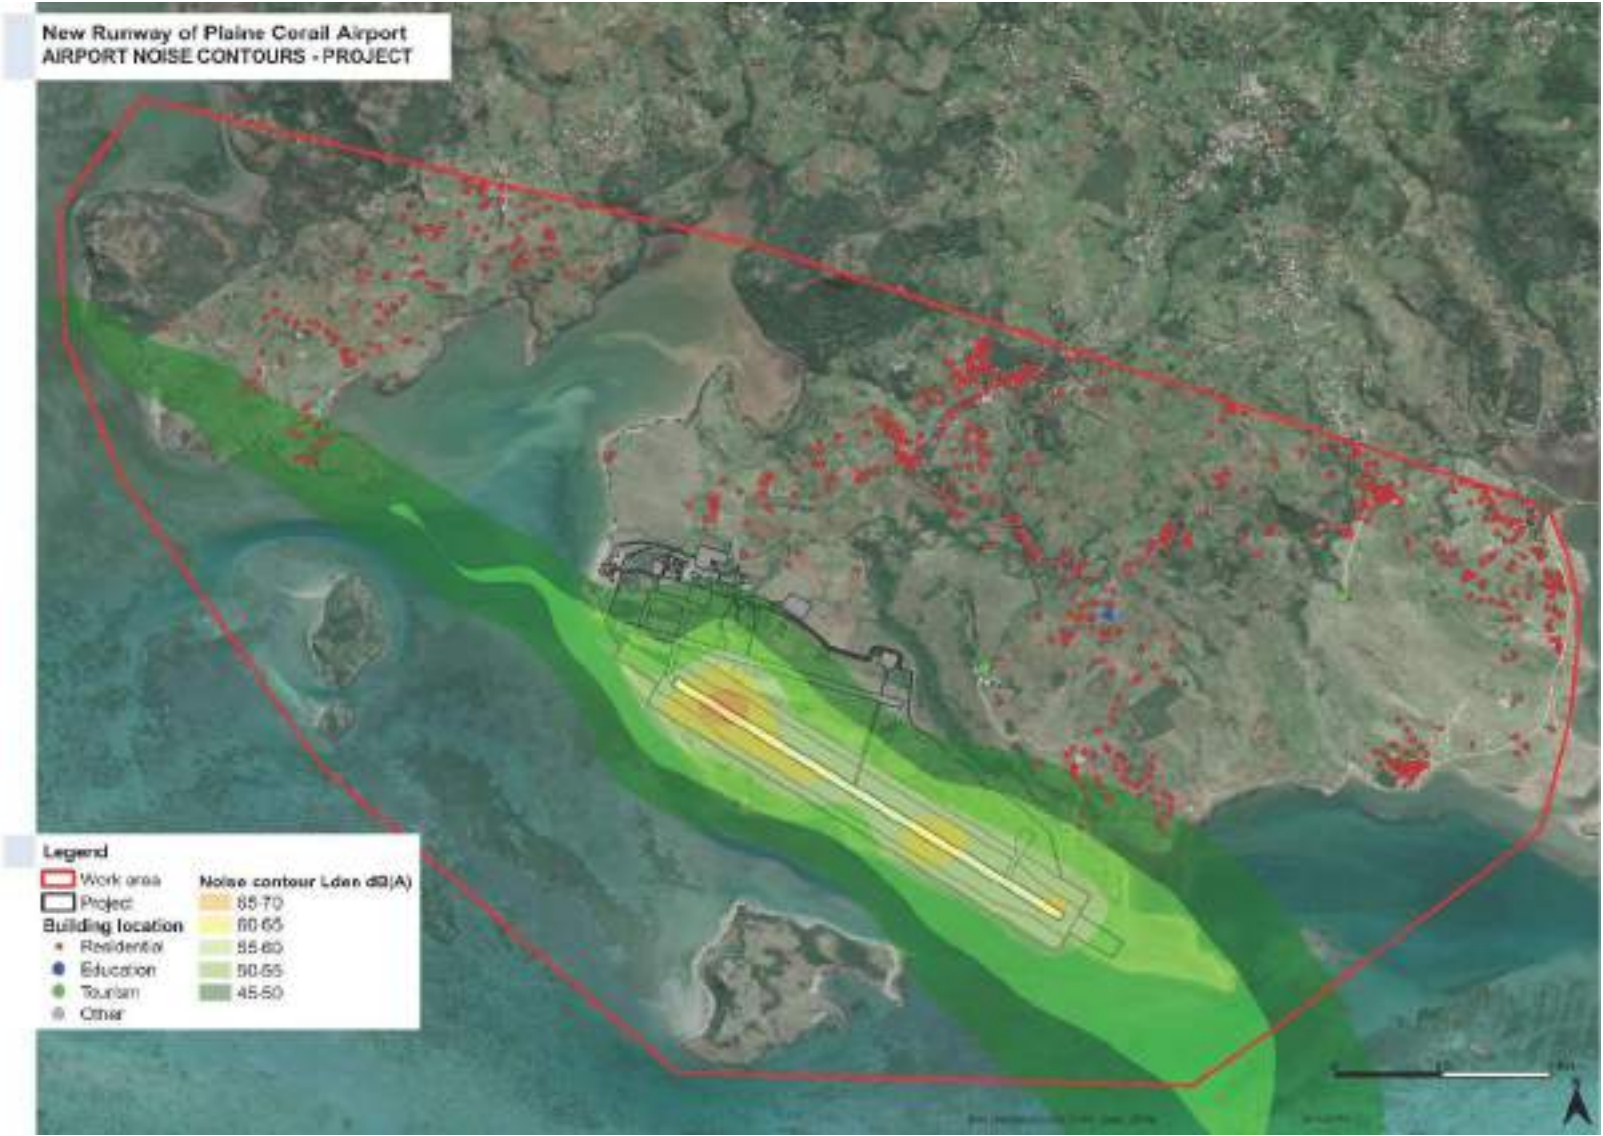 New Runway of Plaine Corail Airport
AIRPORT NOISE CONTOURS - PROJECT
Legend
Work area
Project
Building location
Residential
Education
Tourism
Other
Noise contour Lden dB(A)
65-70
60-65
55-60
50-55
45-50